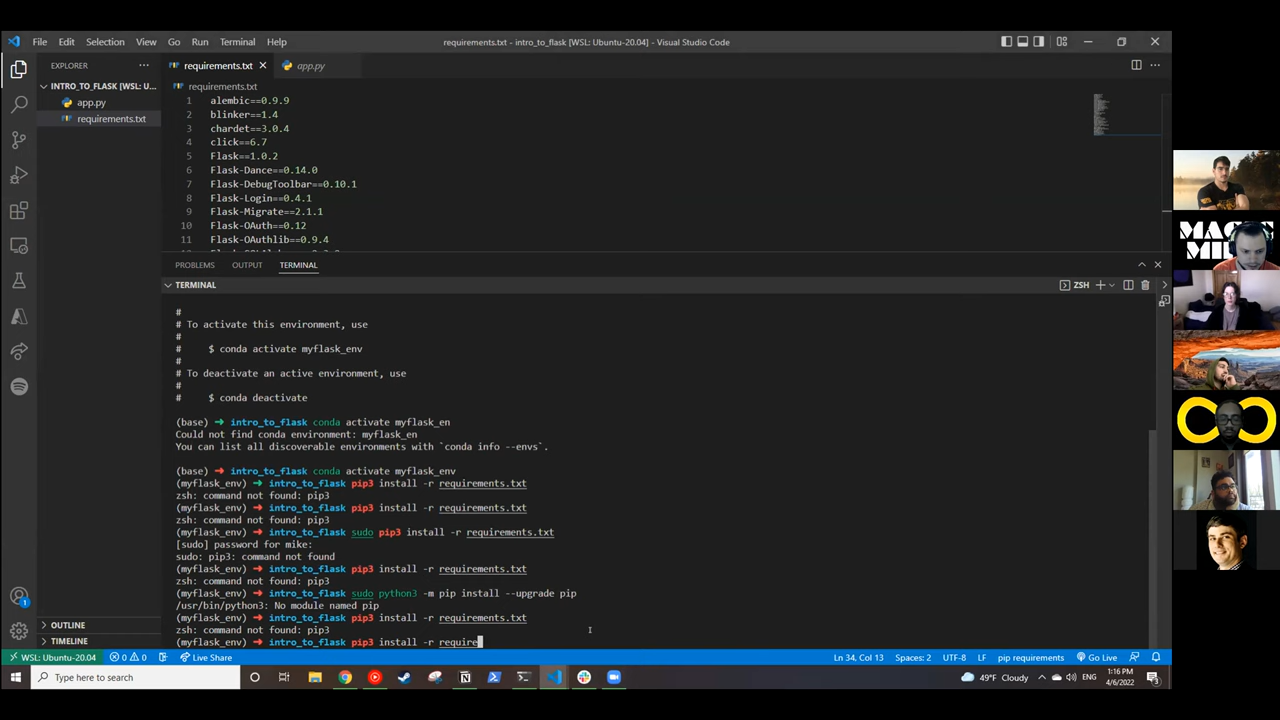 File Edit Selection View Go Run Terminal Help
requirements.txt - intro_to_flask [WSL: Ubuntu-20.04] - Visual Studio Code
EXPLORER
requirements.txt
app.py
INTRO_TO_FLASK [WSL: U...
app.py
requirements.txt
requirements.txt
1 alembic==0.9.9
2 blinker==1.4
3 chardet==3.0.4
4 click==6.7
5 Flask==1.0.2
6 Flask-Dance==0.14.0
7 Flask-DebugToolbar==0.10.1
8 Flask-Login==0.4.1
9 Flask-Migrate==2.1.1
10 Flask-OAuth==0.12
11 Flask-OAuthlib==0.9.4
PROBLEMS OUTPUT TERMINAL
TERMINAL
ZSH
#
# To activate this environment, use
#
# $ conda activate myflask_env
#
# To deactivate an active environment, use
#
# $ conda deactivate
(base) ➜ intro_to_flask conda activate myflask_en
Could not find conda environment: myflask_en
You can list all discoverable environments with `conda info --envs`.
(base) ➜ intro_to_flask conda activate myflask_env
(myflask_env) ➜ intro_to_flask pip3 install -r requirements.txt
zsh: command not found: pip3
(myflask_env) ➜ intro_to_flask pip3 install -r requirements.txt
zsh: command not found: pip3
(myflask_env) ➜ intro_to_flask sudo pip3 install -r requirements.txt
[sudo] password for mike:
sudo: pip3: command not found
(myflask_env) ➜ intro_to_flask pip3 install -r requirements.txt
zsh: command not found: pip3
(myflask_env) ➜ intro_to_flask sudo python3 -m pip install --upgrade pip
/usr/bin/python3: No module named pip
(myflask_env) ➜ intro_to_flask pip3 install -r requirements.txt
zsh: command not found: pip3
(myflask_env) ➜ intro_to_flask pip3 install -r require
OUTLINE
TIMELINE
WSL: Ubuntu-20.04 0 0 Live Share
Ln 34, Col 13 Spaces: 2 UTF-8 LF pip requirements Go Live
Type here to search
49°F Cloudy
ENG
1:16 PM
4/6/2022